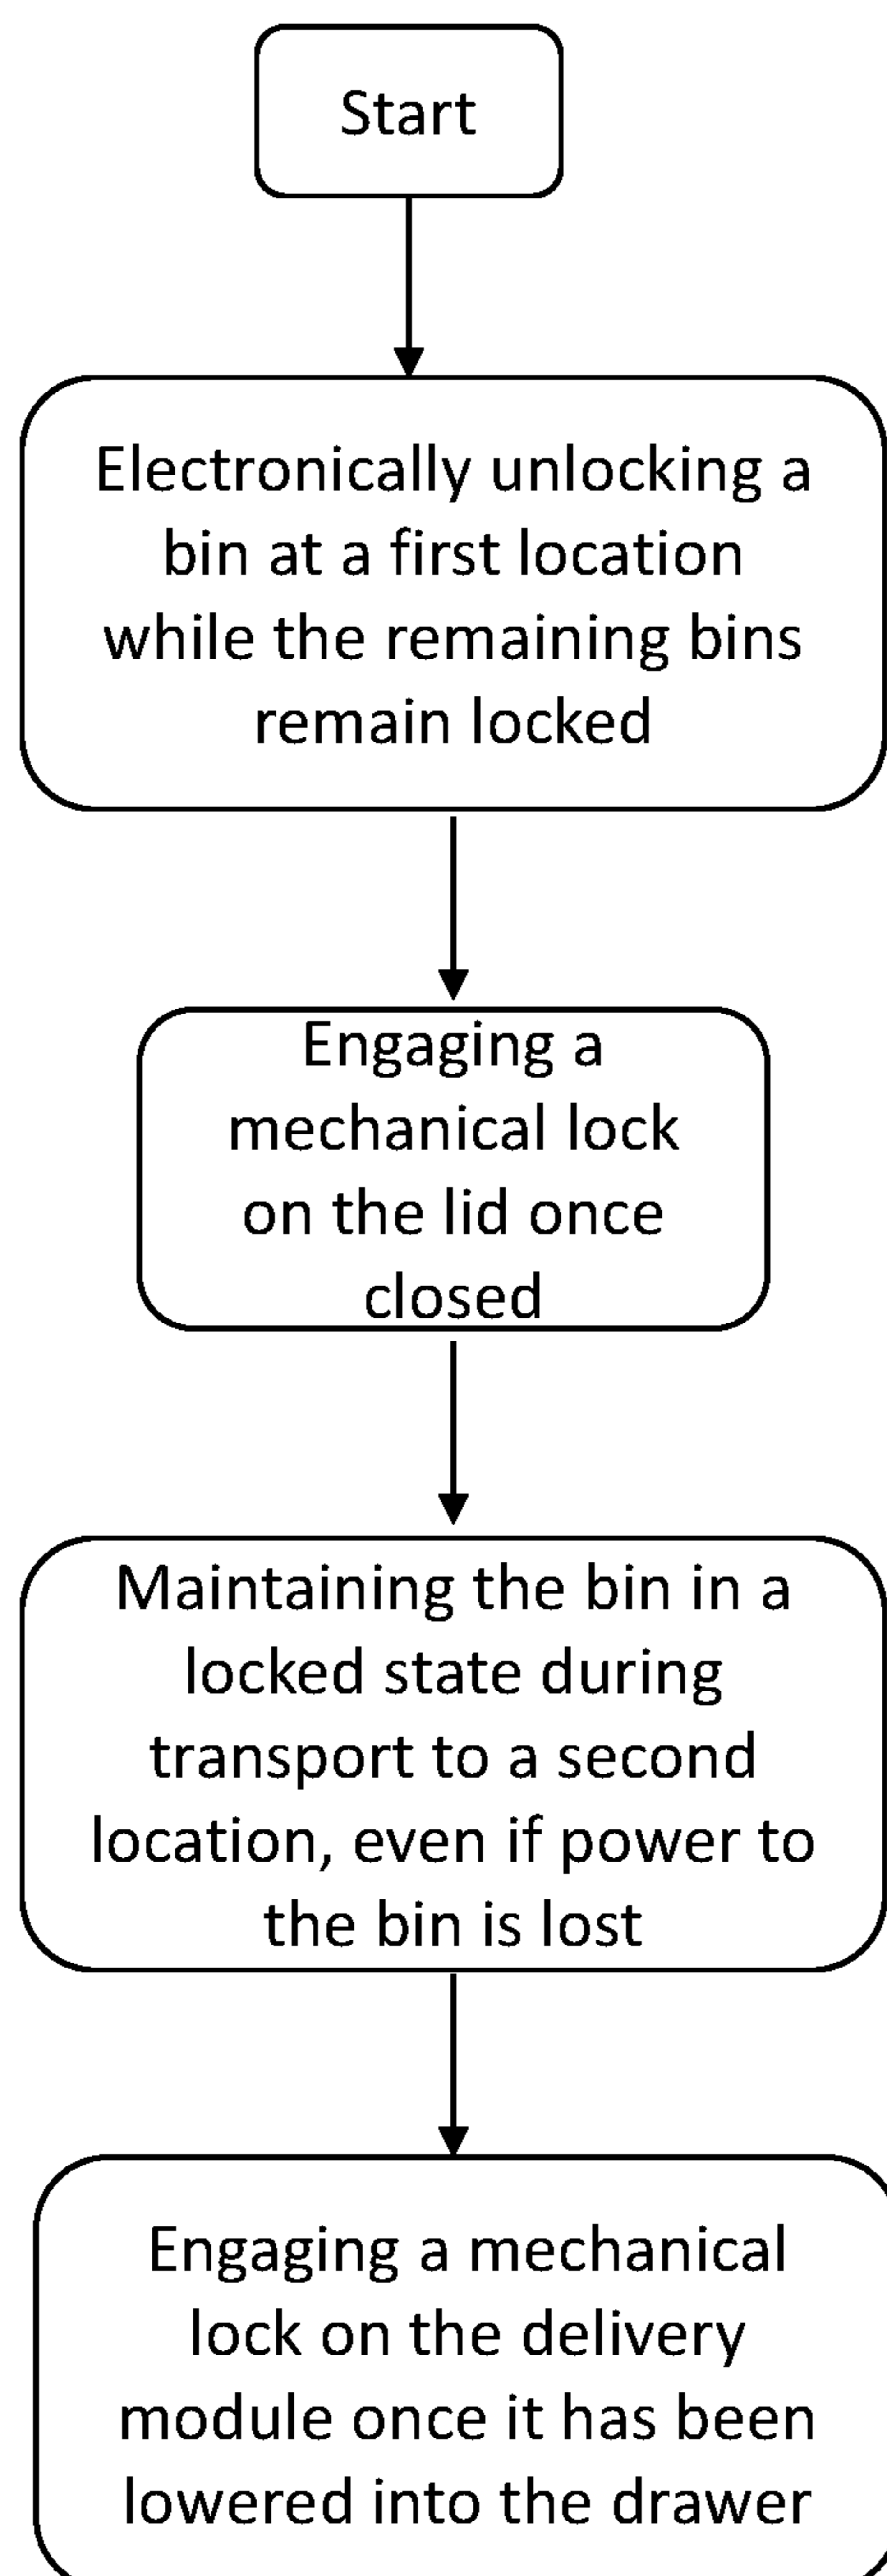 Start
Electronically unlocking a
bin at a first location
while the remaining bins
remain locked
Engaging a
mechanical lock
on the lid once
closed
Maintaining the bin in a
locked state during
transport to a second
location, even if power to
the bin is lost
Engaging a mechanical
lock on the delivery
module once it has been
lowered into the drawer